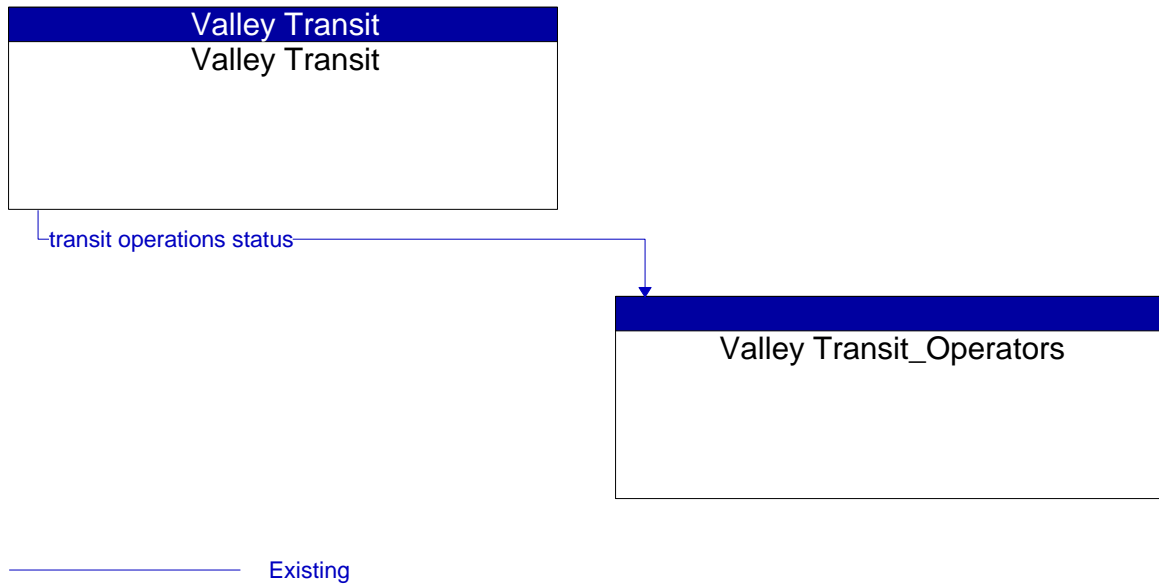 Valley Transit
Valley Transit
transit operations status
Valley Transit_Operators
Existing